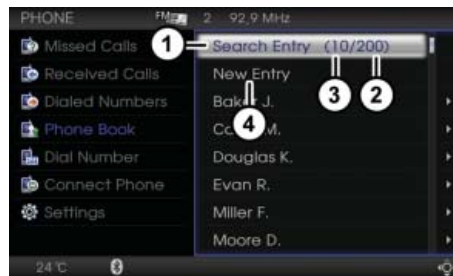 PHONE FM 2 92,9 MHz
Missed Calls
Received Calls
Dialed Numbers
Phone Book
Dial Number
Connect Phone
Settings
1 Search Entry (10/200)
New Entry
3 2
4
Baker J.
Douglas K.
Evan R.
Miller F.
Moore D.
24°C